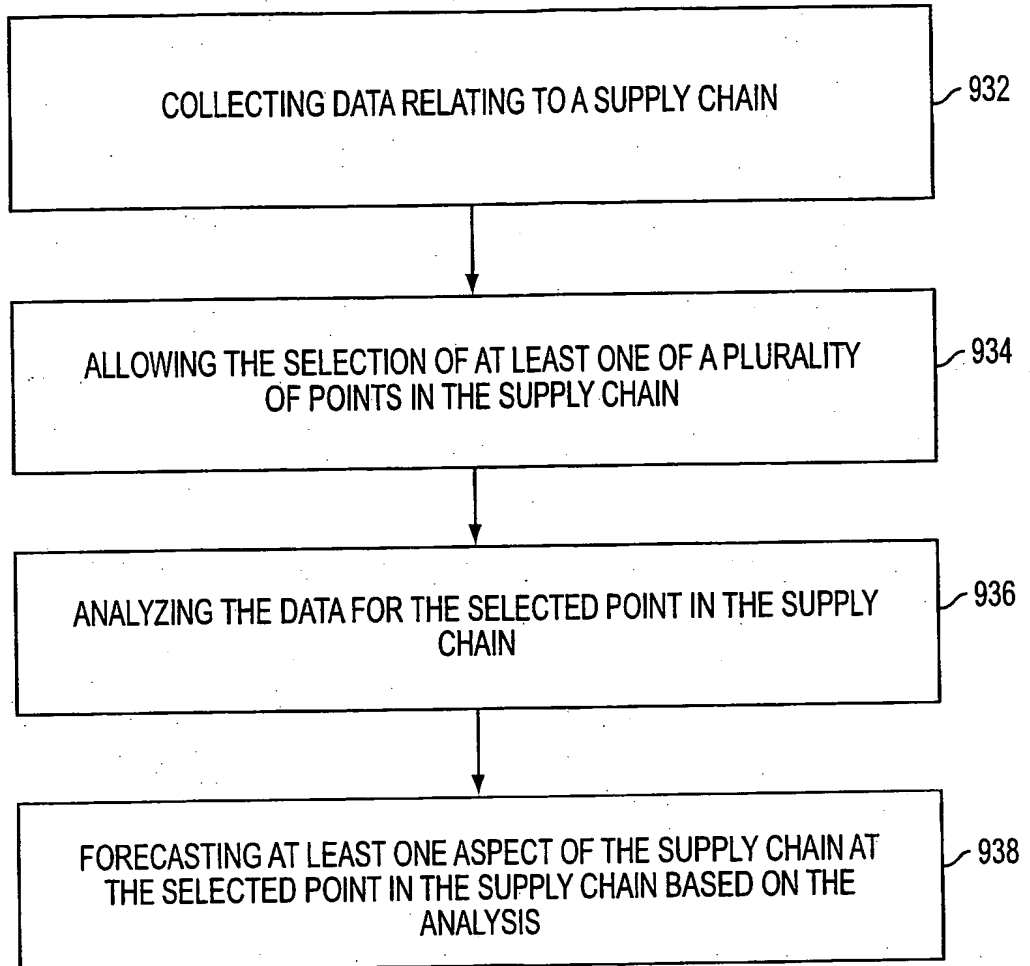 COLLECTING DATA RELATING TO A SUPPLY CHAIN
932
ALLOWING THE SELECTION OF AT LEAST ONE OF A PLURALITY
OF POINTS IN THE SUPPLY CHAIN
934
ANALYZING THE DATA FOR THE SELECTED POINT IN THE SUPPLY
CHAIN
936
FORECASTING AT LEAST ONE ASPECT OF THE SUPPLY CHAIN AT
THE SELECTED POINT IN THE SUPPLY CHAIN BASED ON THE
ANALYSIS
938